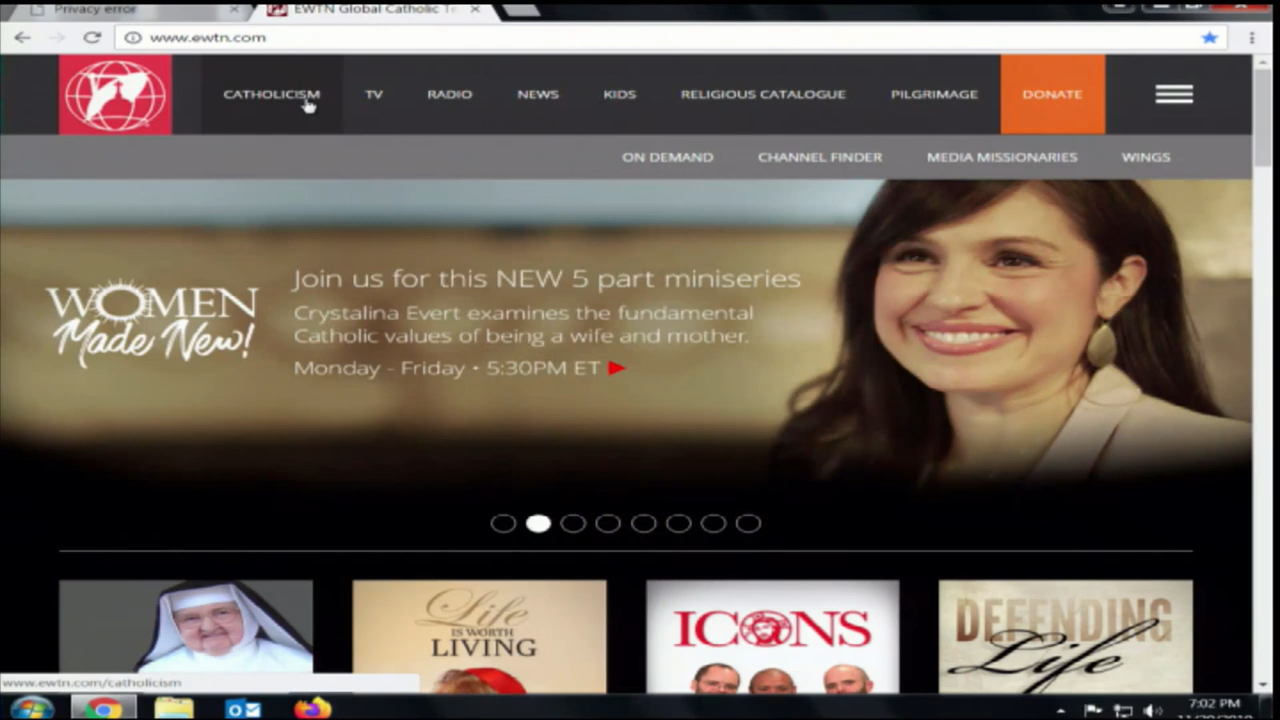 Privacy error
EWTN Global Catholic Te
www.ewtn.com
CATHOLICISM TV RADIO NEWS KIDS RELIGIOUS CATALOGUE PILGRIMAGE DONATE
ON DEMAND CHANNEL FINDER MEDIA MISSIONARIES WINGS
WOMEN
Made New!
Join us for this NEW 5 part miniseries
Crystalina Evert examines the fundamental
Catholic values of being a wife and mother.
Monday - Friday • 5:30PM ET
Life
IS WORTH
LIVING
IC@NS
DEFENDING
Life
www.ewtn.com/catholicism
7:02 PM